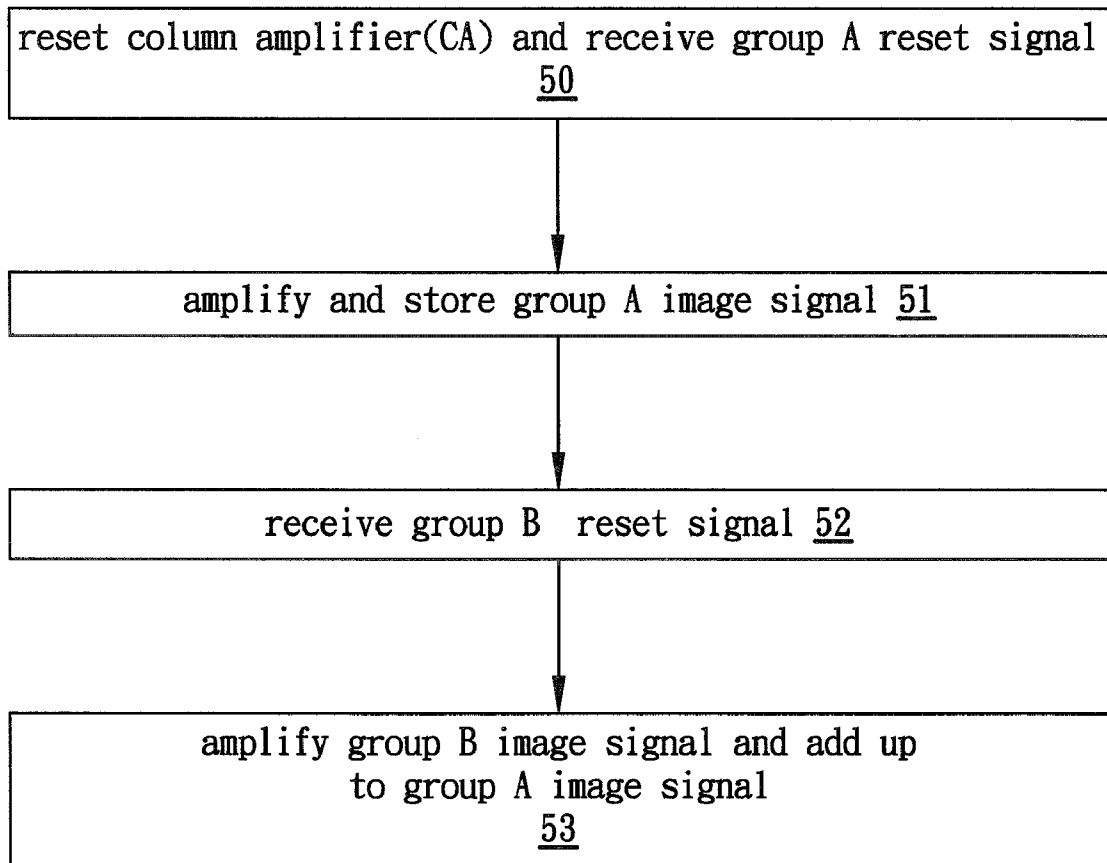 reset column amplifier(CA) and receive group A reset signal
50
amplify and store group A image signal 51
receive group B reset signal 52
amplify group B image signal and add up
to group A image signal
53